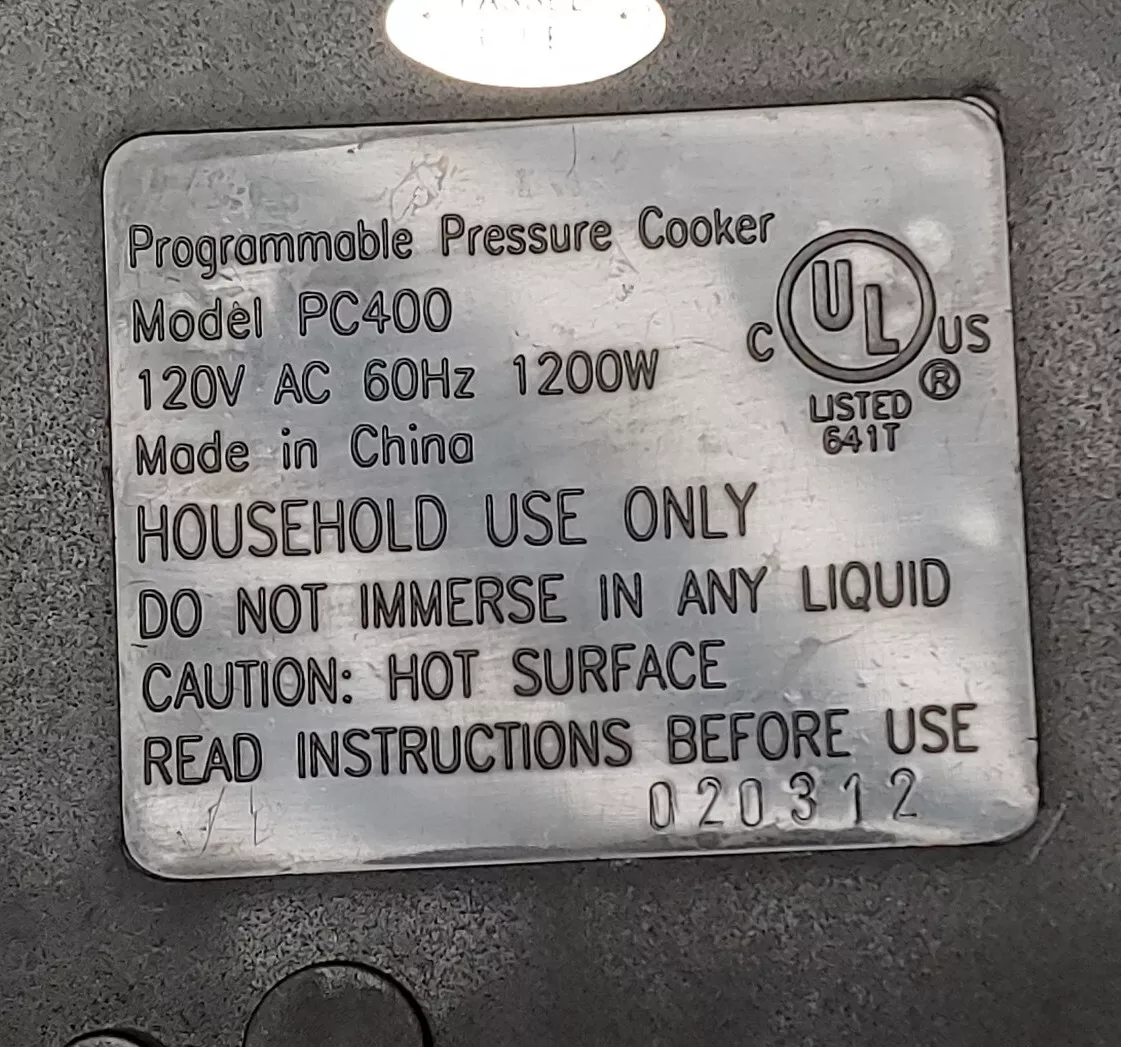 Programmable Pressure Cooker
Model PC400
120V AC 60Hz 1200W
Made in China
C UL US ®
LISTED
641T
HOUSEHOLD USE ONLY
DO NOT IMMERSE IN ANY LIQUID
CAUTION: HOT SURFACE
READ INSTRUCTIONS BEFORE USE
020312